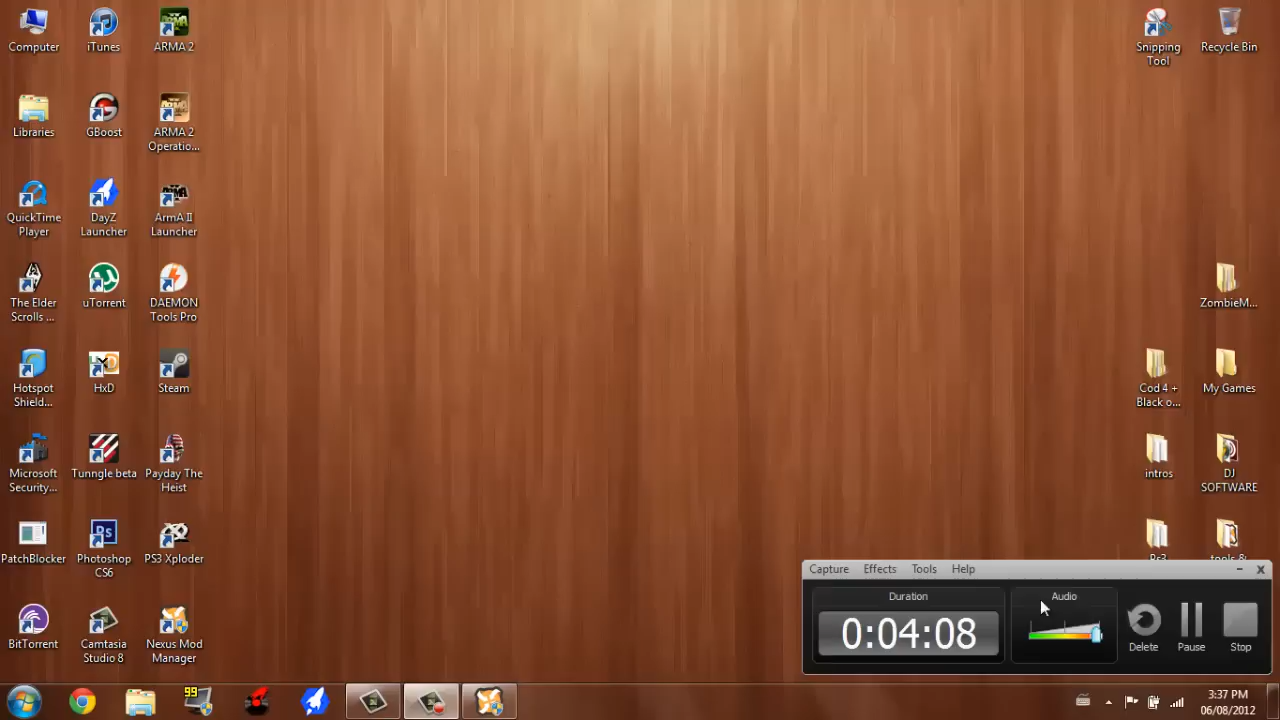 Computer
iTunes
ARMA 2
Snipping
Tool
Recycle Bin
Libraries
GBoost
ARMA 2
Operatio...
QuickTime
Player
DayZ
Launcher
ArmA II
Launcher
The Elder
Scrolls ...
uTorrent
DAEMON
Tools Pro
ZombieM...
Hotspot
Shield...
HxD
Steam
Cod 4 +
Black o...
My Games
Microsoft
Security...
Tunngle beta
Payday The
Heist
intros
DJ
SOFTWARE
PatchBlocker
Ps
Photoshop
CS6
PS3 Xploder
BitTorrent
Camtasia
Studio 8
Nexus Mod
Manager
Capture Effects Tools Help
Duration
Audio
0:04:08
Delete
Pause
Stop
99
3:37 PM
06/08/2012